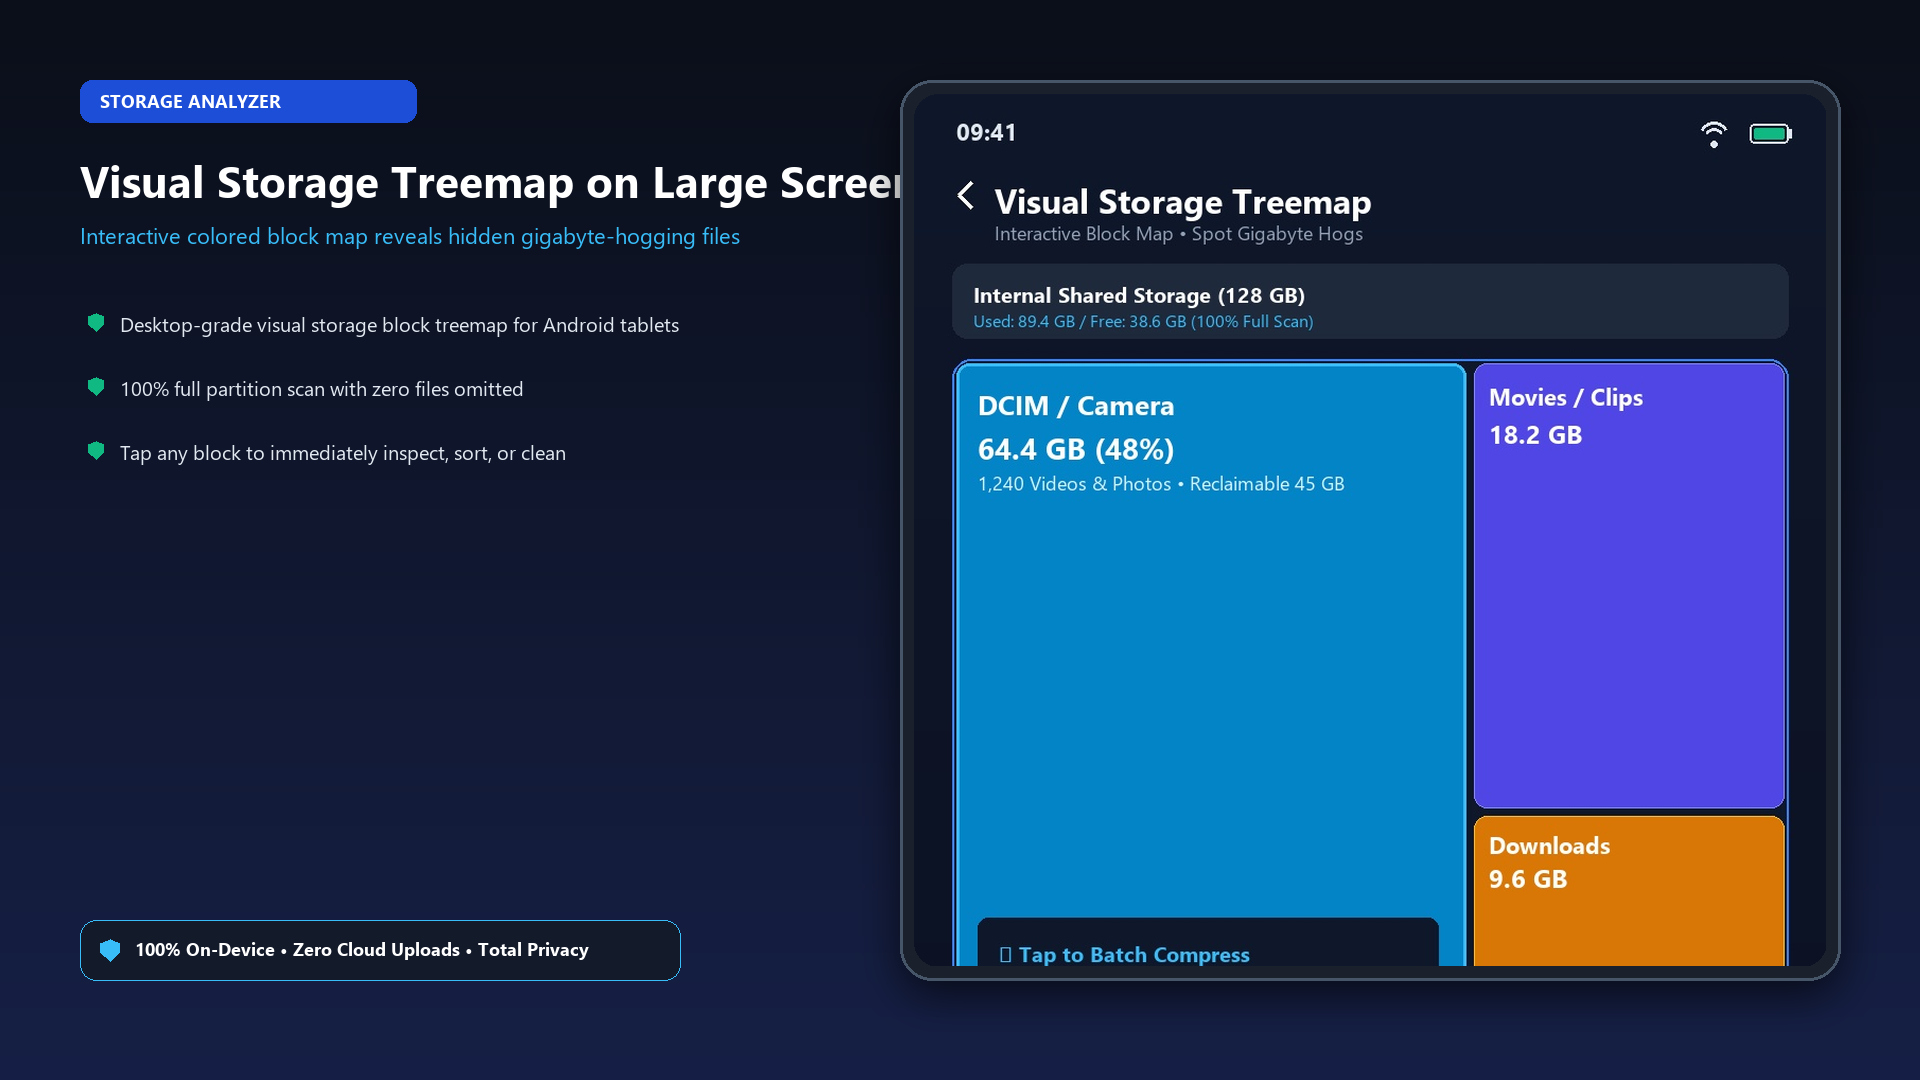 STORAGE ANALYZER
Visual Storage Treemap on Large Screen
Interactive colored block map reveals hidden gigabyte-hogging files
Desktop-grade visual storage block treemap for Android tablets
100% full partition scan with zero files omitted
Tap any block to immediately inspect, sort, or clean
100% On-Device • Zero Cloud Uploads • Total Privacy
09:41
Visual Storage Treemap
Interactive Block Map • Spot Gigabyte Hogs
Internal Shared Storage (128 GB)
Used: 89.4 GB / Free: 38.6 GB (100% Full Scan)
DCIM / Camera
64.4 GB (48%)
1,240 Videos & Photos • Reclaimable 45 GB
Tap to Batch Compress
Movies / Clips
18.2 GB
Downloads
9.6 GB